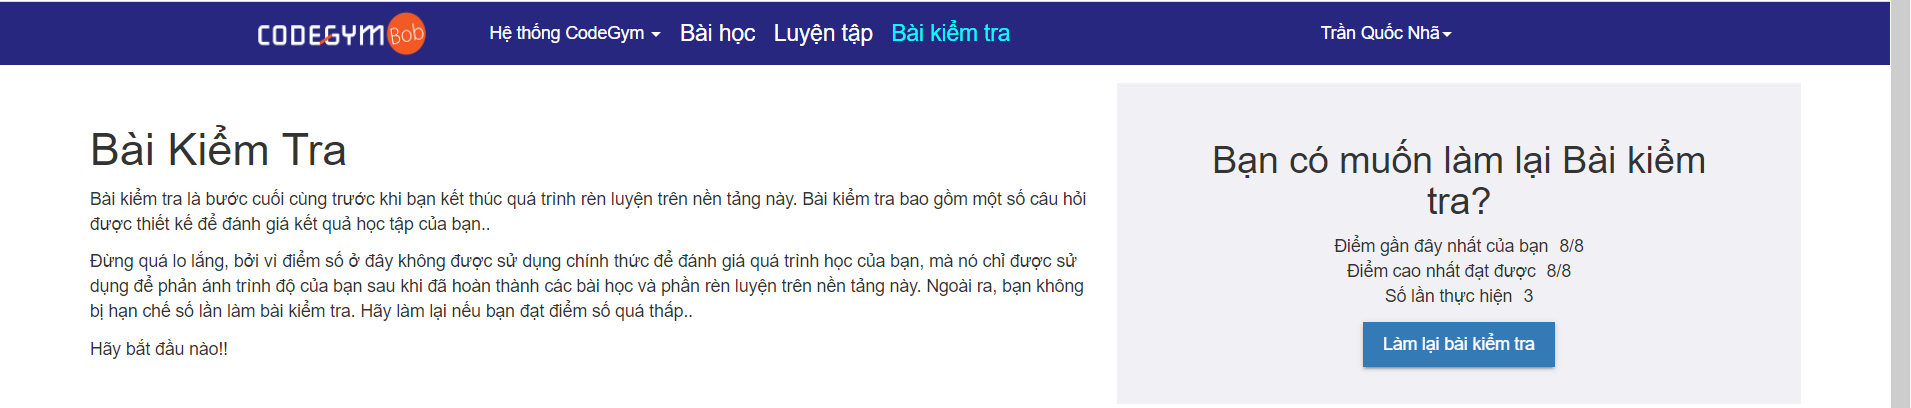 CODEGYM Bob
Hệ thống CodeGym
Bài học
Luyện tập
Bài kiểm tra
Trần Quốc Nhã
Bài Kiểm Tra
Bài kiểm tra là bước cuối cùng trước khi bạn kết thúc quá trình rèn luyện trên nền tảng này. Bài kiểm tra bao gồm một số câu hỏi
được thiết kế để đánh giá kết quả học tập của bạn..
Đừng quá lo lắng, bởi vì điểm số ở đây không được sử dụng chính thức để đánh giá quá trình học của bạn, mà nó chỉ được sử
dụng để phản ánh trình độ của bạn sau khi đã hoàn thành các bài học và phần rèn luyện trên nền tảng này. Ngoài ra, bạn không
bị hạn chế số lần làm bài kiểm tra. Hãy làm lại nếu bạn đạt điểm số quá thấp..
Hãy bắt đầu nào!!
Bạn có muốn làm lại Bài kiểm
tra?
Điểm gần đây nhất của bạn 8/8
Điểm cao nhất đạt được 8/8
Số lần thực hiện 3
Làm lại bài kiểm tra